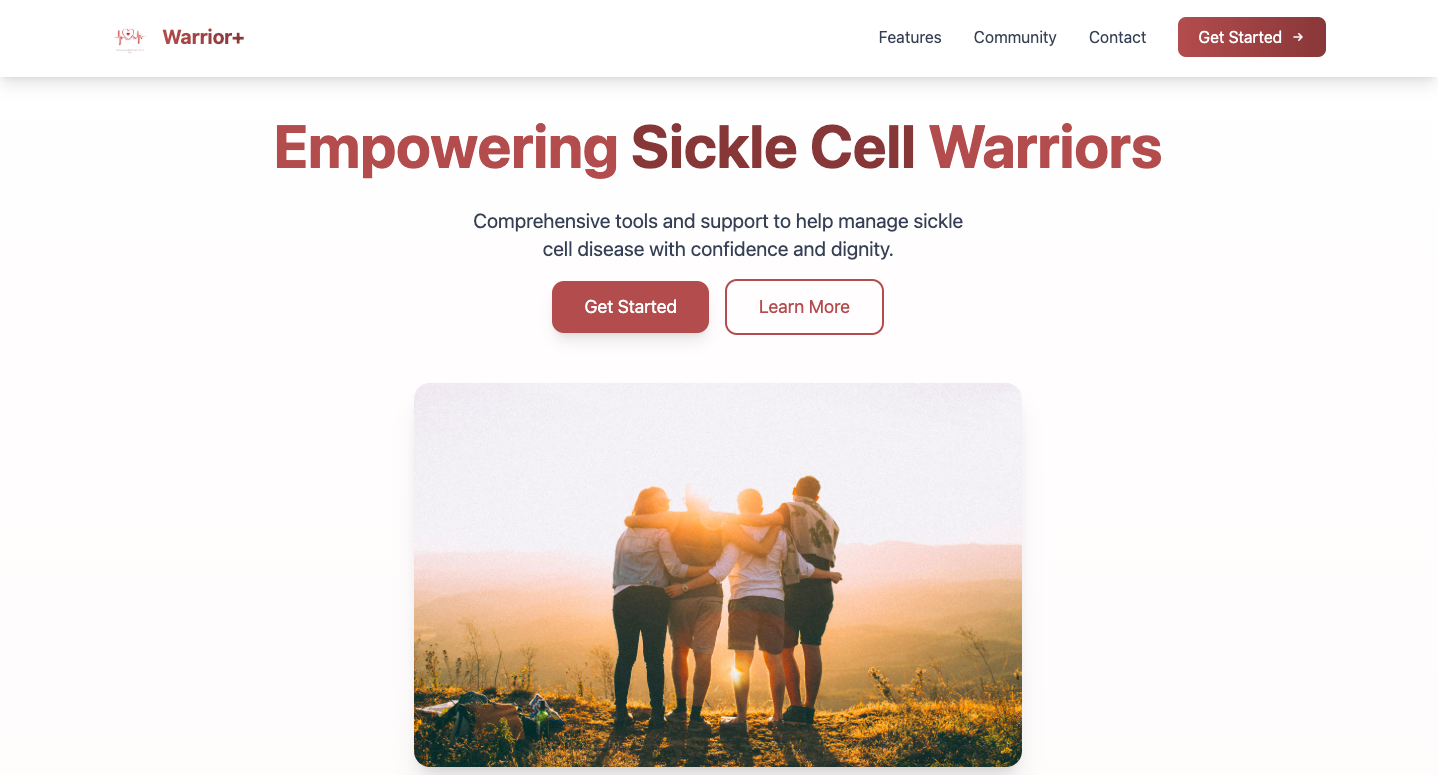 Warrior+
Features
Community
Contact
Get Started →
Empowering Sickle Cell Warriors
Comprehensive tools and support to help manage sickle
cell disease with confidence and dignity.
Get Started
Learn More